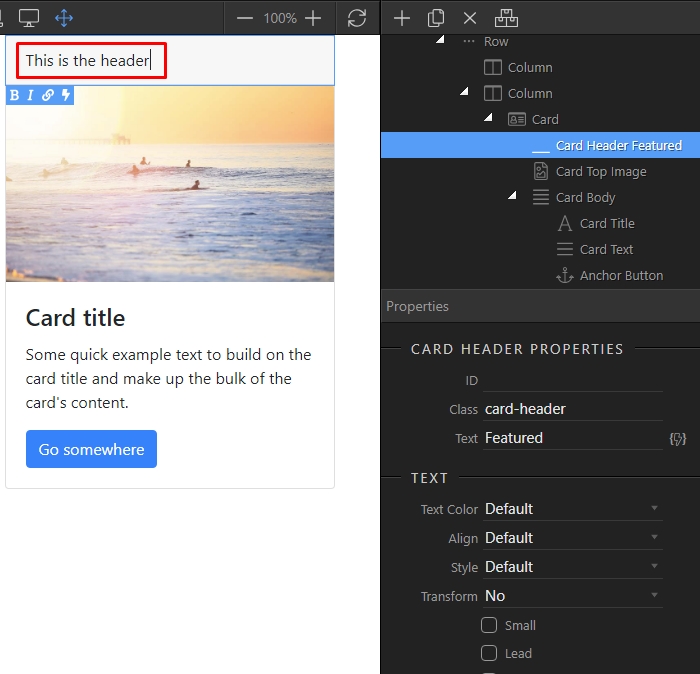 100%
This is the header
B I
Card title
Some quick example text to build on the
card title and make up the bulk of the
card's content.
Go somewhere
Row
Column
Column
Card
Card Header Featured
Card Top Image
Card Body
Card Title
Card Text
Anchor Button
Properties
CARD HEADER PROPERTIES
ID
Class card-header
Text Featured
TEXT
Text Color Default
Align Default
Style Default
Transform No
Small
Lead